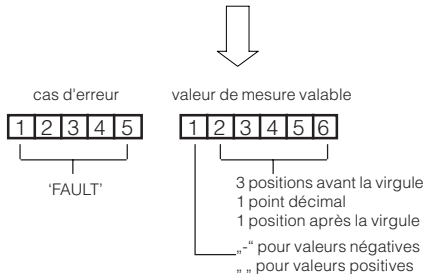 cas d'erreur
valeur de mesure valable
1 2 3 4 5
1 2 3 4 5 6
'FAULT'
3 positions avant la virgule
1 point décimal
1 position après la virgule
„-“ pour valeurs négatives
„ „ pour valeurs positives